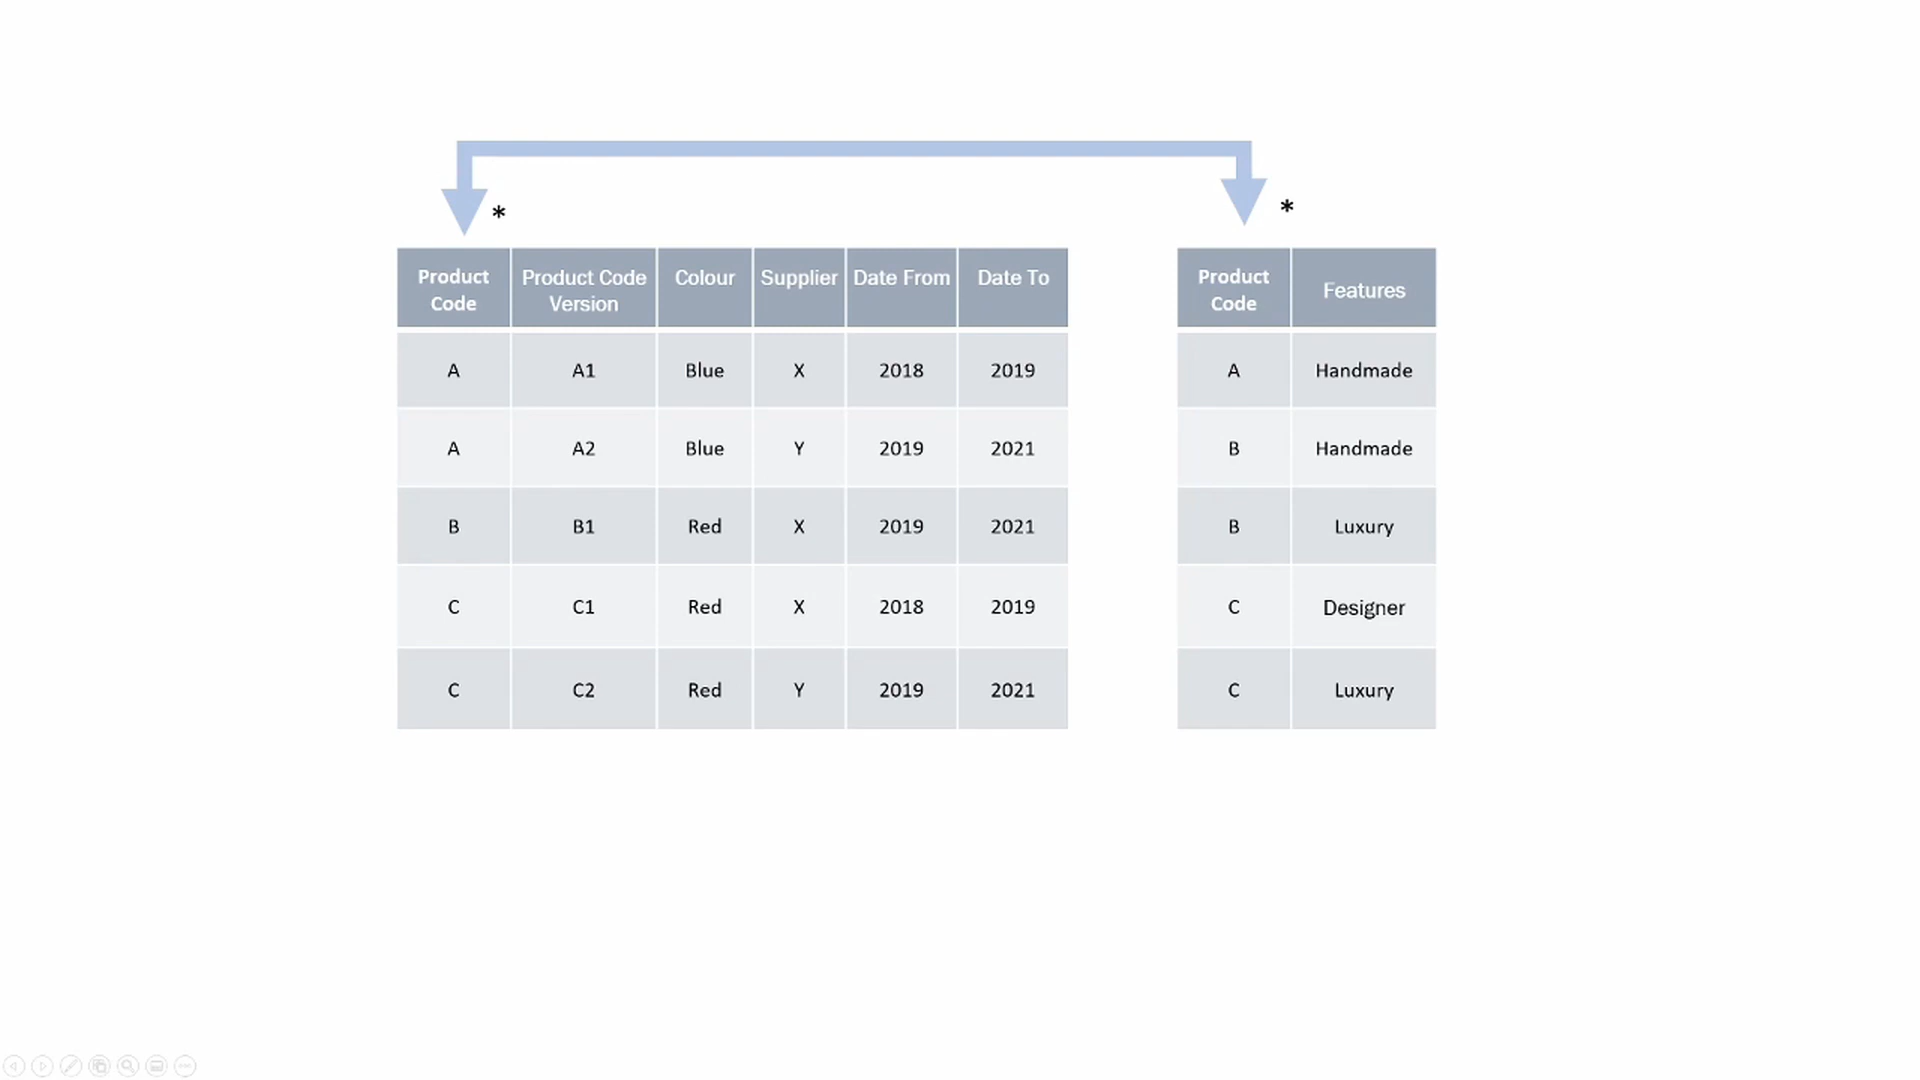 * *
Product Code Product Code Version Colour Supplier Date From Date To
A A1 Blue X 2018 2019
A A2 Blue Y 2019 2021
B B1 Red X 2019 2021
C C1 Red X 2018 2019
C C2 Red Y 2019 2021
Product Code Features
A Handmade
B Handmade
B Luxury
C Designer
C Luxury